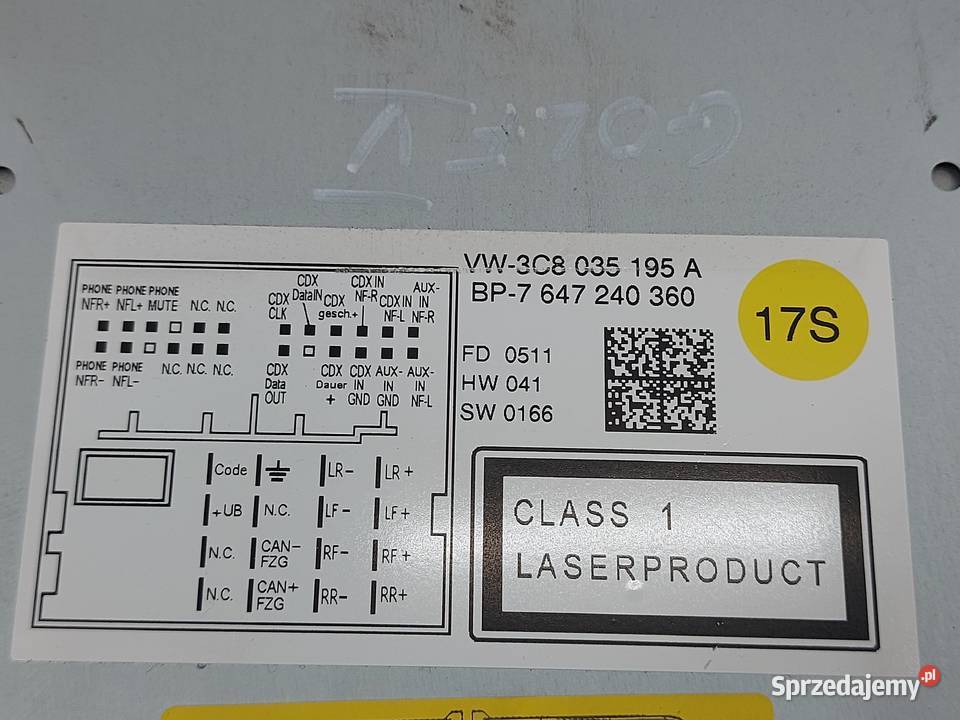 GOLF V
VW-3C8 035 195 A
BP-7 647 240 360
17S
FD 0511
HW 041
SW 0166
PHONE PHONE PHONE
NFR+ NFL+ MUTE N.C. N.C.
PHONE PHONE
NFR- NFL- N.C. N.C. N.C.
CDX CLK
CDX DataIN
CDX gesch.+
CDX IN NF-R
CDX IN NF-L
AUX-IN NF-R
CDX Data OUT
CDX Dauer +
CDX IN GND
AUX-IN GND
AUX-IN NF-L
Code LR- LR+
+UB N.C. LF- LF+
N.C. CAN- FZG RF- RF+
N.C. CAN+ FZG RR- RR+
CLASS 1
LASERPRODUCT
Sprzedajemy.pl